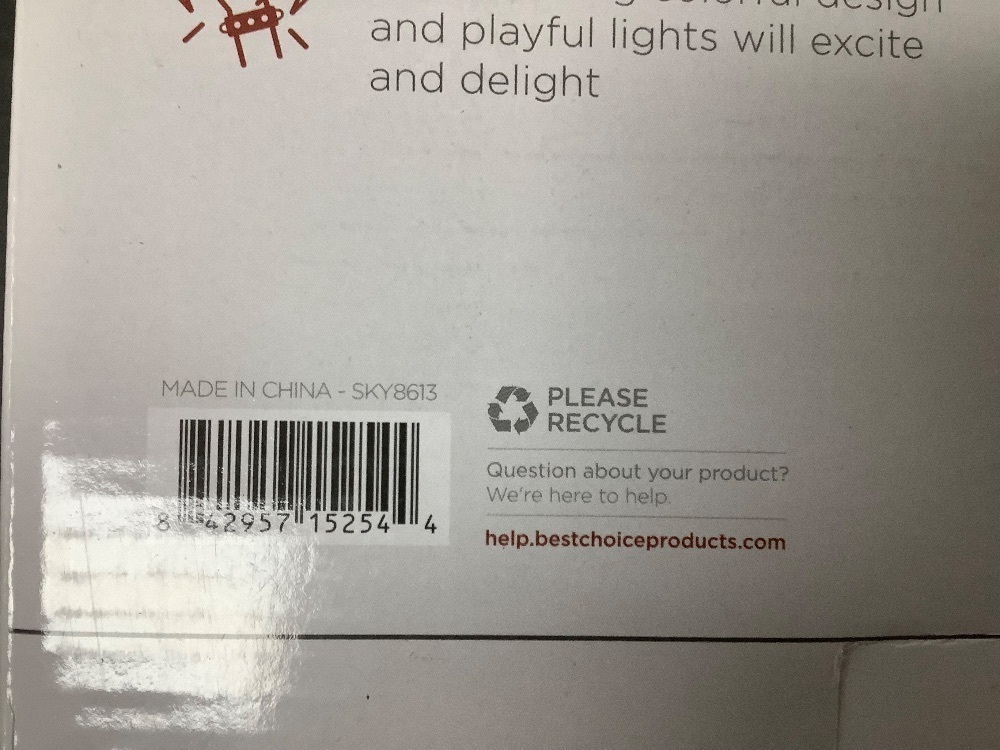 design
and playful lights will excite
and delight
MADE IN CHINA - SKY8613
8 42957 15254 4
PLEASE
RECYCLE
Question about your product?
We're here to help.
help.bestchoiceproducts.com